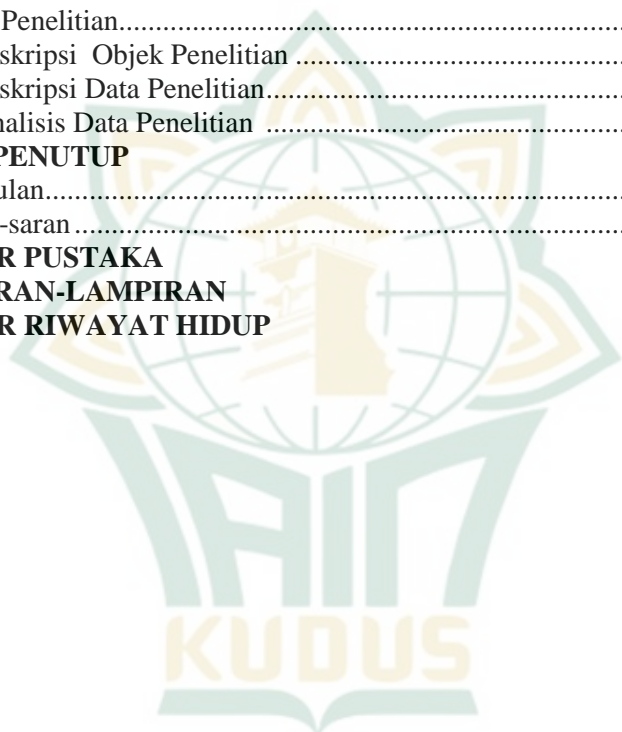 Penelitian............................................................................
skripsi Objek Penelitian ..................................................
skripsi Data Penelitian.......................................................
nalisis Data Penelitian .......................................................
PENUTUP
ulan.......................................................................................
-saran ...................................................................................
R PUSTAKA
RAN-LAMPIRAN
R RIWAYAT HIDUP
IAIN
KUDUS